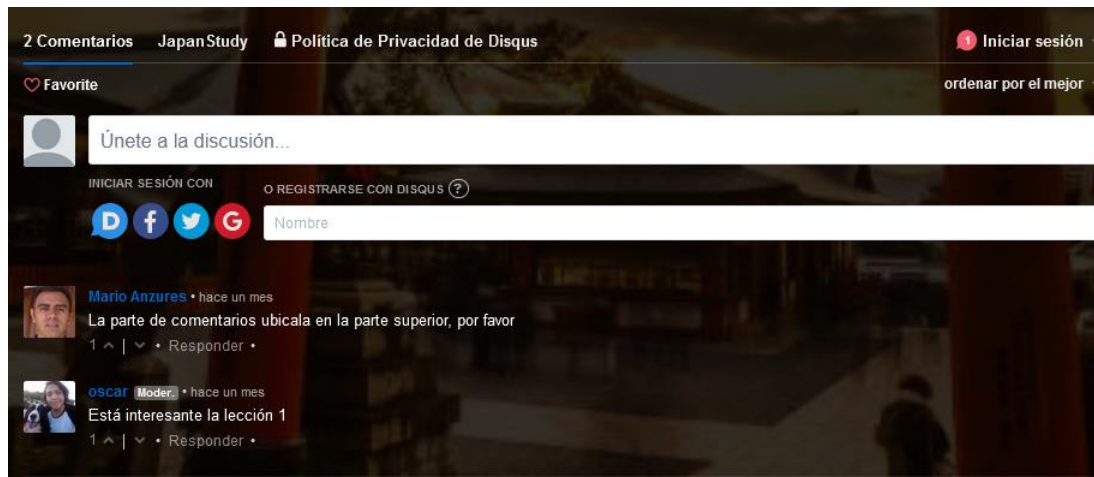 2 Comentarios JapanStudy Política de Privacidad de Disqus 1 Iniciar sesión
Favorite ordenar por el mejor
Únete a la discusión...
INICIAR SESIÓN CON O REGISTRARSE CON DISQUS ?
D f G Nombre
Mario Anzures • hace un mes
La parte de comentarios ubicala en la parte superior, por favor
1 | • Responder •
oscar Moder. • hace un mes
Está interesante la lección 1
1 | • Responder •